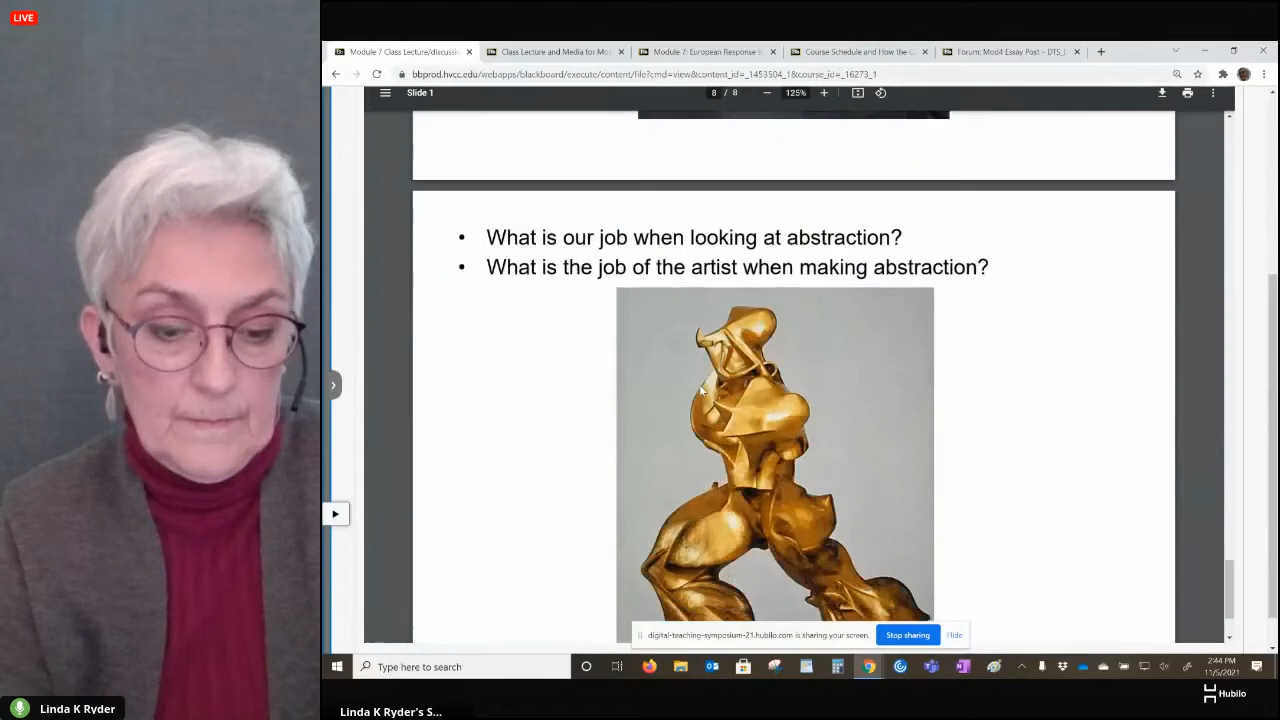 LIVE
Module 7 Class Lecture/discussi
Class Lecture and Media for Mo
Module 7: European Response to
Course Schedule and How the C
Forum: Mod4 Essay Post – DTS_
bbprod.hvcc.edu/webapps/blackboard/execute/content/file?cmd=view&content_id=_1453504_1&course_id=_16273_1
Slide 1
8 / 8
125%
• What is our job when looking at abstraction?
• What is the job of the artist when making abstraction?
digital-teaching-symposium-21.hubilo.com is sharing your screen.
Stop sharing
Hide
Type here to search
2:44 PM
11/5/2021
Linda K Ryder
Linda K Ryder's S...
Hubilo